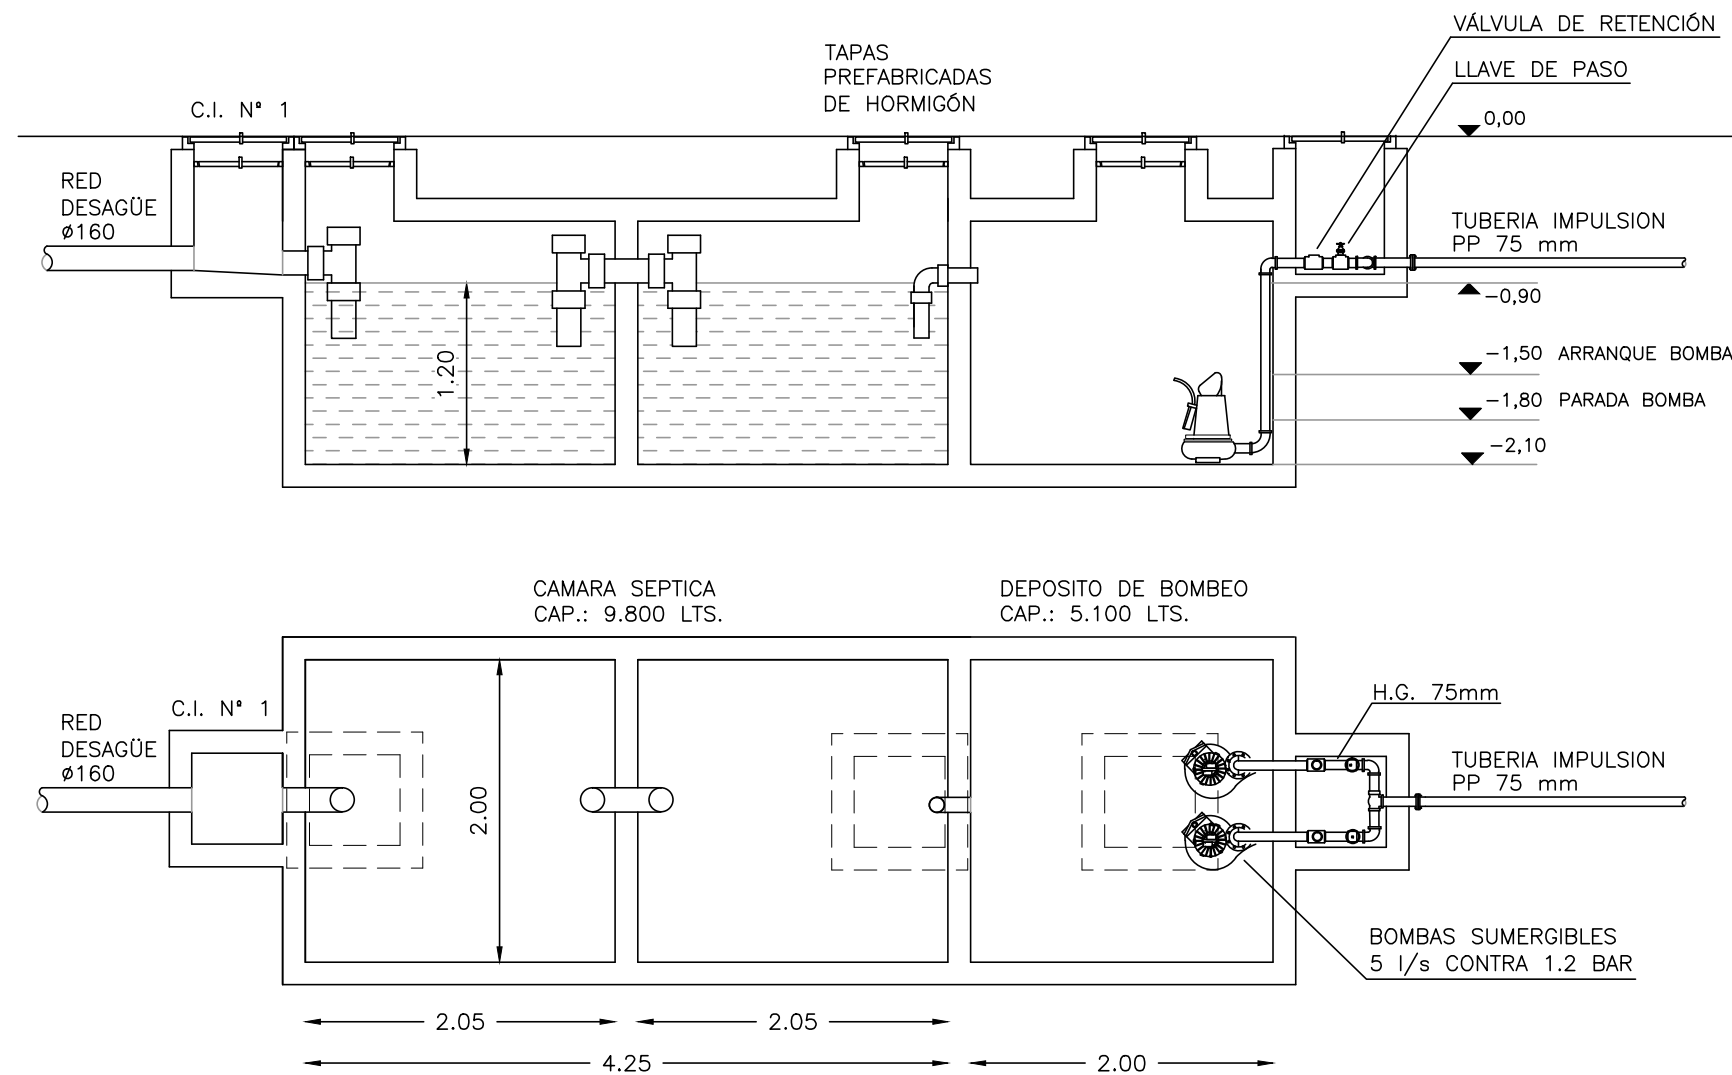 VÁLVULA DE RETENCIÓN
LLAVE DE PASO
TAPAS
PREFABRICADAS
DE HORMIGÓN
C.I. Nº 1
0,00
RED
DESAGÜE
ø160
TUBERIA IMPULSION
PP 75 mm
-0,90
1.20
-1,50 ARRANQUE BOMBA
-1,80 PARADA BOMBA
-2,10
CAMARA SEPTICA
CAP.: 9.800 LTS.
DEPOSITO DE BOMBEO
CAP.: 5.100 LTS.
C.I. Nº 1
H.G. 75mm
RED
DESAGÜE
ø160
TUBERIA IMPULSION
PP 75 mm
2.00
BOMBAS SUMERGIBLES
5 l/s CONTRA 1.2 BAR
2.05
2.05
4.25
2.00